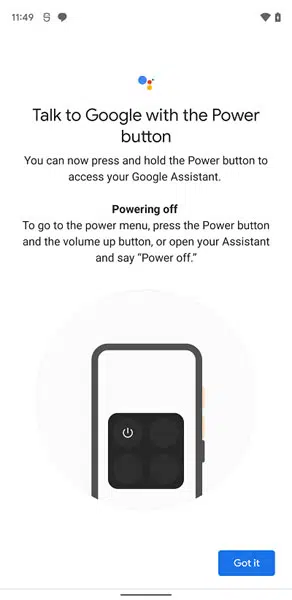 11:49
Talk to Google with the Power
button
You can now press and hold the Power button to
access your Google Assistant.
Powering off
To go to the power menu, press the Power button
and the volume up button, or open your Assistant
and say “Power off.”
Got it